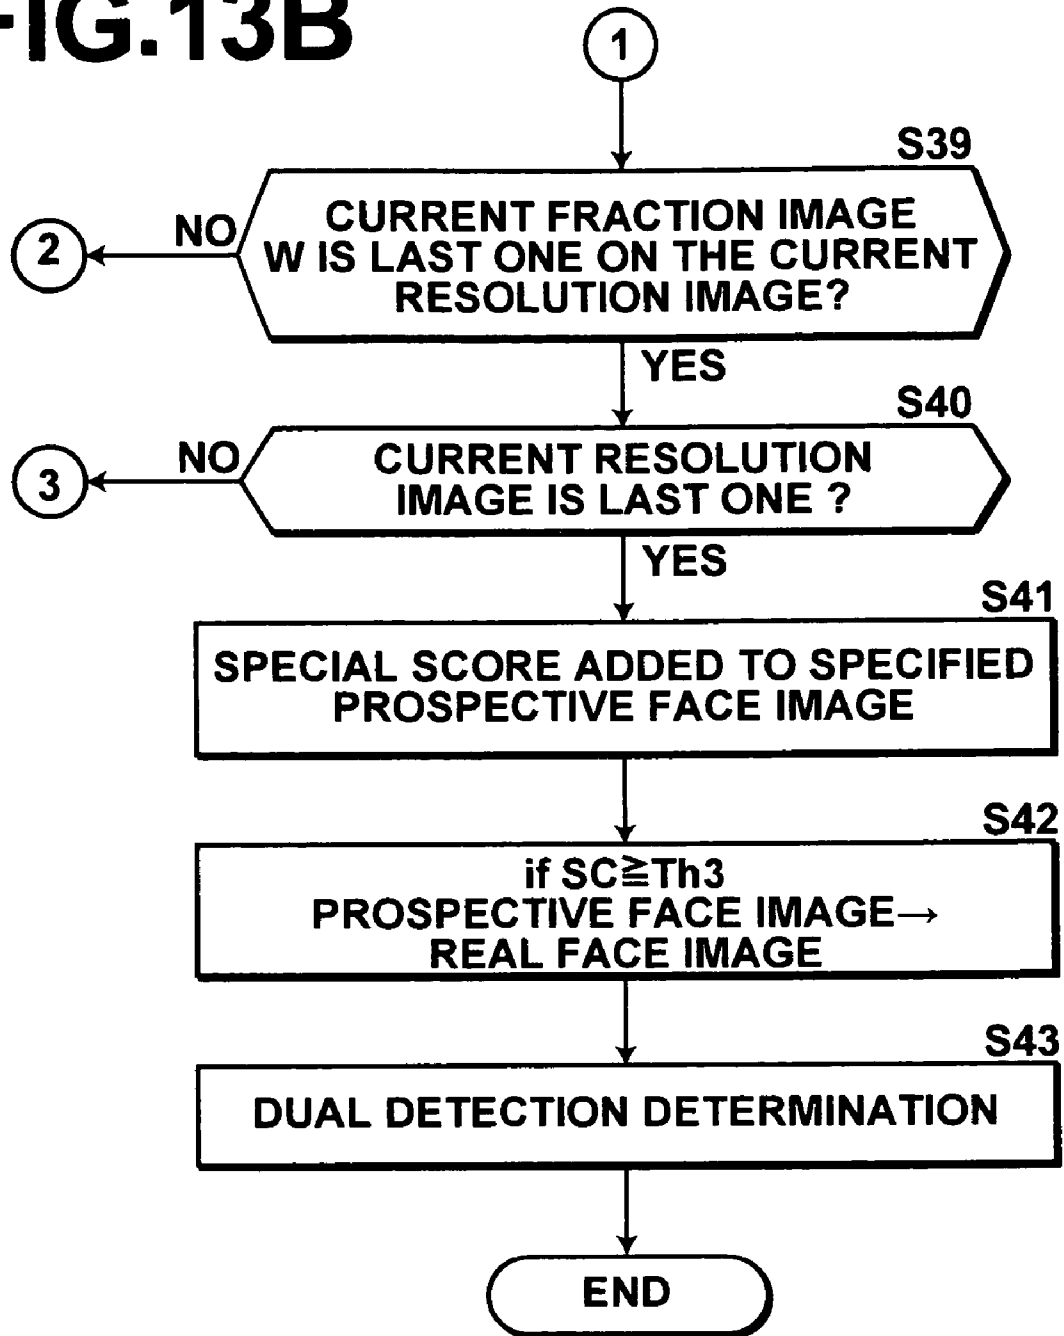 FIG.13B
1
S39
CURRENT FRACTION IMAGE
W IS LAST ONE ON THE CURRENT
RESOLUTION IMAGE?
NO
2
YES
S40
CURRENT RESOLUTION
IMAGE IS LAST ONE ?
NO
3
YES
S41
SPECIAL SCORE ADDED TO SPECIFIED
PROSPECTIVE FACE IMAGE
S42
if SC≧Th3
PROSPECTIVE FACE IMAGE→
REAL FACE IMAGE
S43
DUAL DETECTION DETERMINATION
END